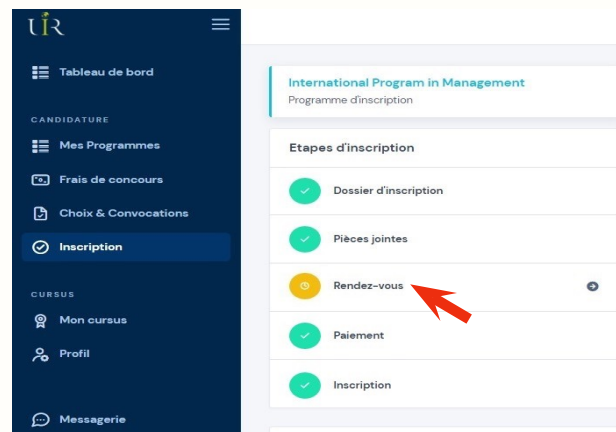 UIR
Tableau de bord
CANDIDATURE
Mes Programmes
Frais de concours
Choix & Convocations
Inscription
CURSUS
Mon cursus
Profil
Messagerie
International Program in Management
Programme d'inscription
Etapes d'inscription
Dossier d'inscription
Pièces jointes
Rendez-vous
Paiement
Inscription